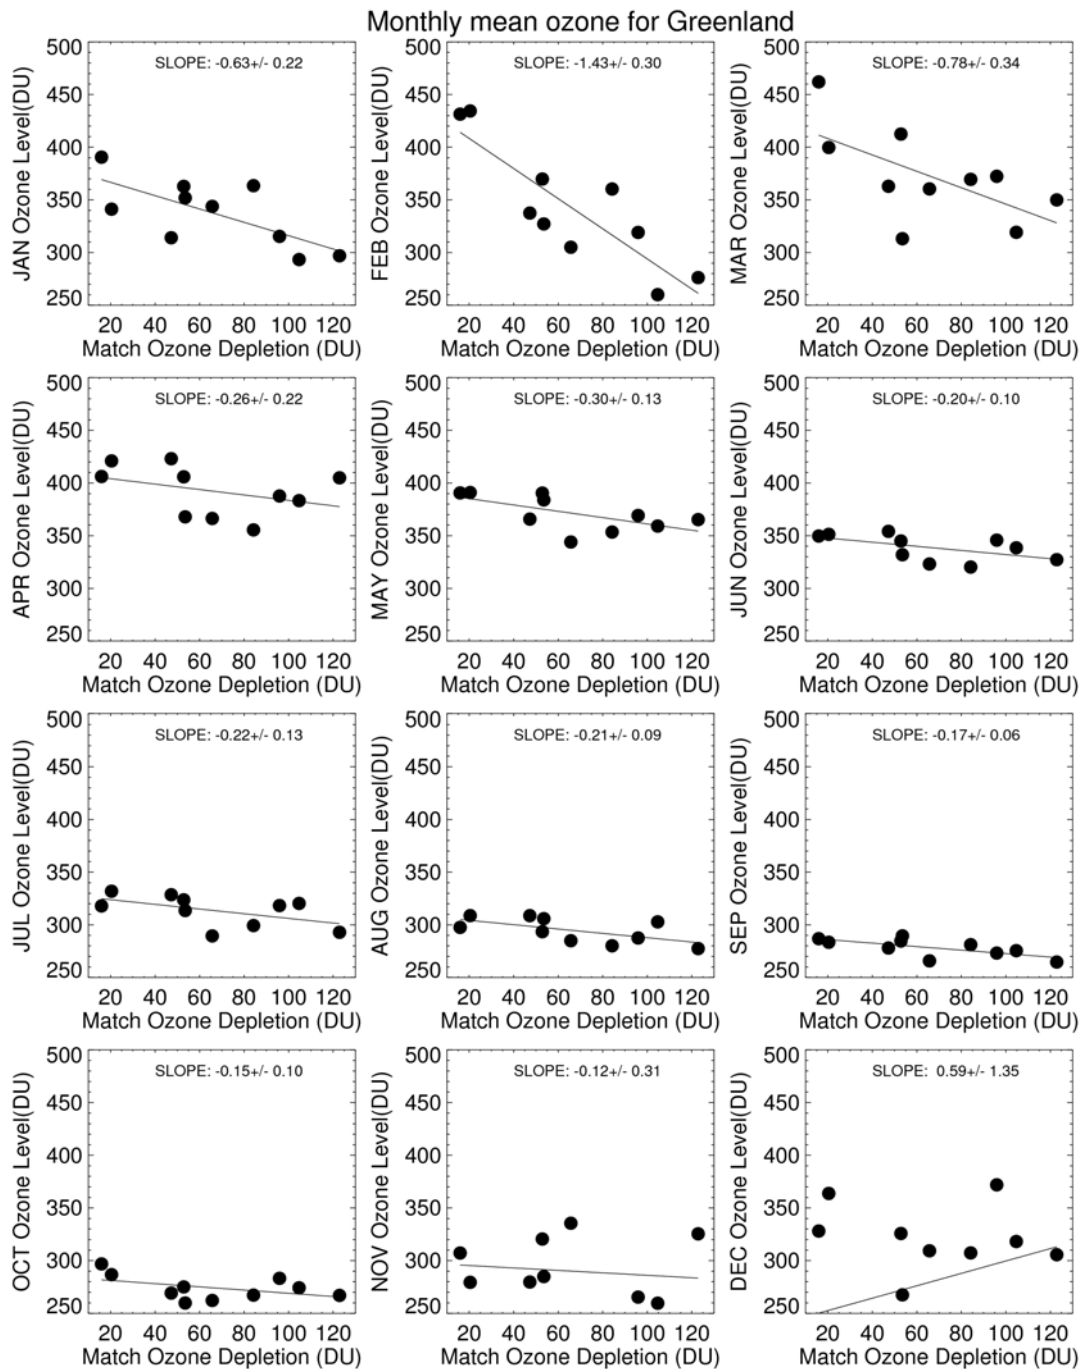 Monthly mean ozone for Greenland
SLOPE: -0.63+/- 0.22
500
450
400
350
300
250
JAN Ozone Level(DU)
20 40 60 80 100 120
Match Ozone Depletion (DU)
SLOPE: -1.43+/- 0.30
500
450
400
350
300
250
FEB Ozone Level(DU)
20 40 60 80 100 120
Match Ozone Depletion (DU)
SLOPE: -0.78+/- 0.34
500
450
400
350
300
250
MAR Ozone Level(DU)
20 40 60 80 100 120
Match Ozone Depletion (DU)
SLOPE: -0.26+/- 0.22
500
450
400
350
300
250
APR Ozone Level(DU)
20 40 60 80 100 120
Match Ozone Depletion (DU)
SLOPE: -0.30+/- 0.13
500
450
400
350
300
250
MAY Ozone Level(DU)
20 40 60 80 100 120
Match Ozone Depletion (DU)
SLOPE: -0.20+/- 0.10
500
450
400
350
300
250
JUN Ozone Level(DU)
20 40 60 80 100 120
Match Ozone Depletion (DU)
SLOPE: -0.22+/- 0.13
500
450
400
350
300
250
JUL Ozone Level(DU)
20 40 60 80 100 120
Match Ozone Depletion (DU)
SLOPE: -0.21+/- 0.09
500
450
400
350
300
250
AUG Ozone Level(DU)
20 40 60 80 100 120
Match Ozone Depletion (DU)
SLOPE: -0.17+/- 0.06
500
450
400
350
300
250
SEP Ozone Level(DU)
20 40 60 80 100 120
Match Ozone Depletion (DU)
SLOPE: -0.15+/- 0.10
500
450
400
350
300
250
OCT Ozone Level(DU)
20 40 60 80 100 120
Match Ozone Depletion (DU)
SLOPE: -0.12+/- 0.31
500
450
400
350
300
250
NOV Ozone Level(DU)
20 40 60 80 100 120
Match Ozone Depletion (DU)
SLOPE: 0.59+/- 1.35
500
450
400
350
300
250
DEC Ozone Level(DU)
20 40 60 80 100 120
Match Ozone Depletion (DU)